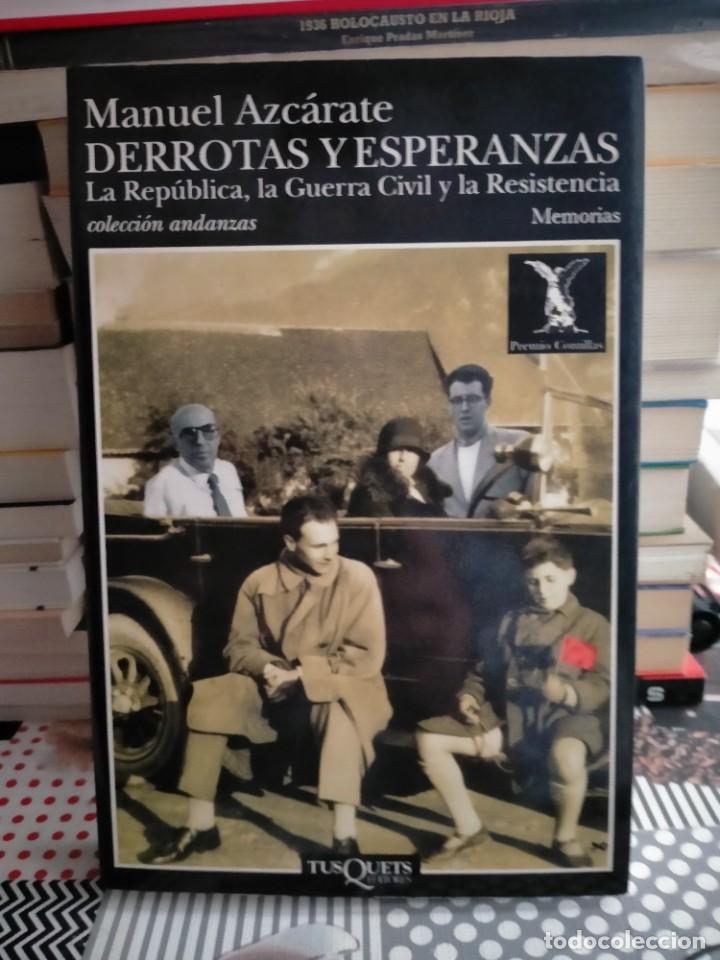 1936 HOLOCAUSTO EN LA RIOJA
Enrique Pradas Martínez
Manuel Azcárate
DERROTAS Y ESPERANZAS
La República, la Guerra Civil y la Resistencia
colección andanzas
Memorias
Premio Comillas
TUSQUETS
EDITORES
S
todocoleccion